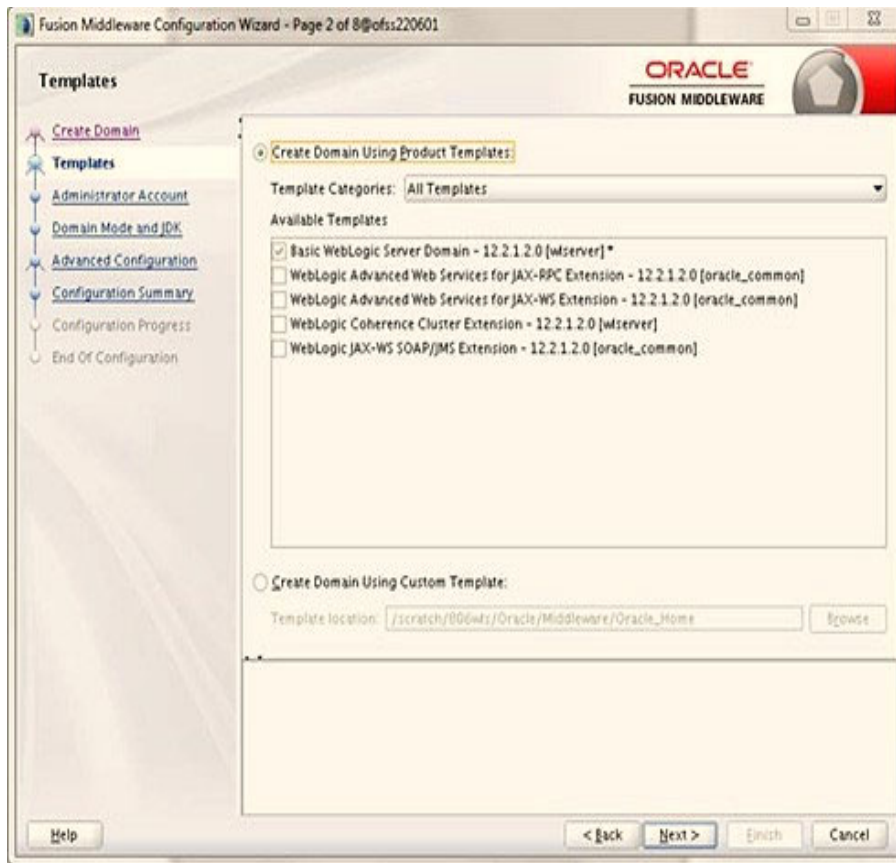 Fusion Middleware Configuration Wizard - Page 2 of 8@ofss220601
Templates
ORACLE
FUSION MIDDLEWARE
Create Domain
Templates
Administrator Account
Domain Mode and JDK
Advanced Configuration
Configuration Summary
Configuration Progress
End Of Configuration
Create Domain Using Product Templates:
Template Categories: All Templates
Available Templates
Basic WebLogic Server Domain - 12.2.1.2.0 [wlserver] *
WebLogic Advanced Web Services for JAX-RPC Extension - 12.2.1.2.0 [oracle_common]
WebLogic Advanced Web Services for JAX-WS Extension - 12.2.1.2.0 [oracle_common]
WebLogic Coherence Cluster Extension - 12.2.1.2.0 [wlserver]
WebLogic JAX-WS SOAP/JMS Extension - 12.2.1.2.0 [oracle_common]
Create Domain Using Custom Template:
Template location: /scratch/806wls/Oracle/Middleware/Oracle_Home
Browse
Help
< Back
Next >
Finish
Cancel